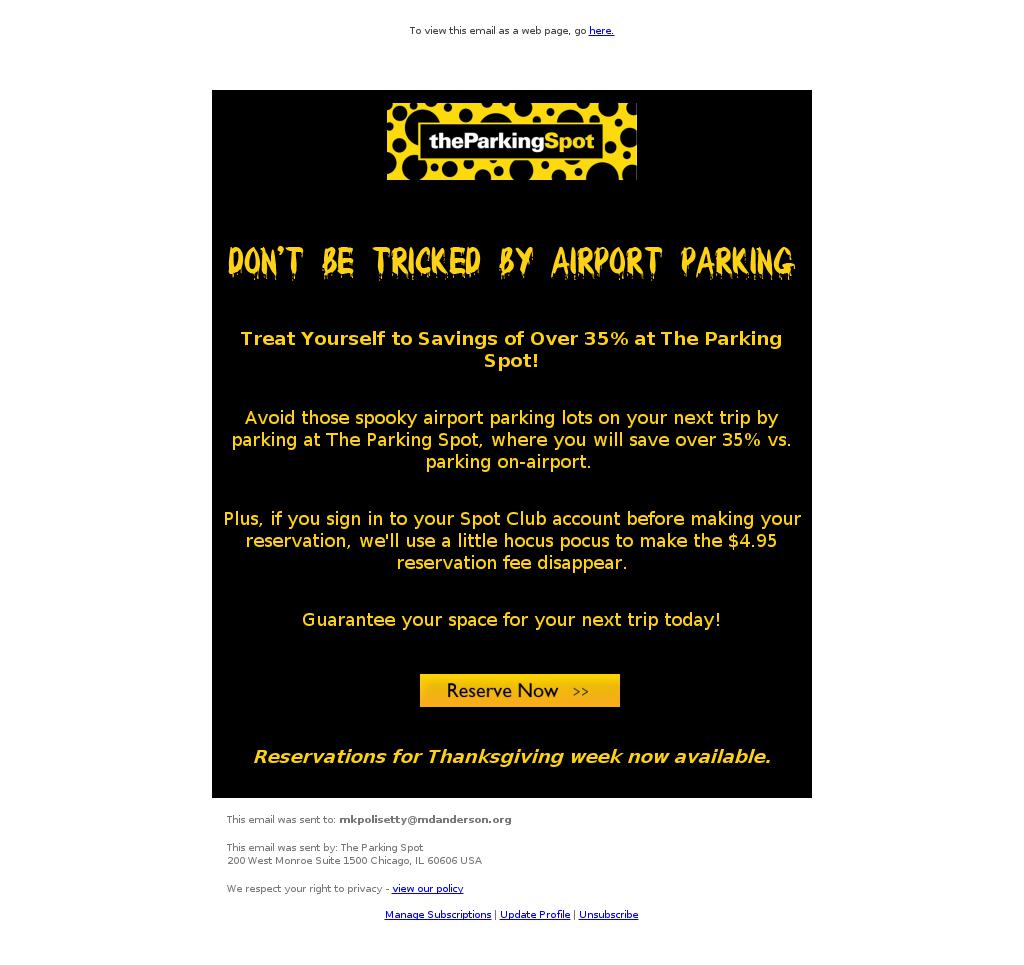 To view this email as a web page, go here.
theParkingSpot
DON'T BE TRICKED BY AIRPORT PARKING
Treat Yourself to Savings of Over 35% at The Parking
Spot!
Avoid those spooky airport parking lots on your next trip by
parking at The Parking Spot, where you will save over 35% vs.
parking on-airport.
Plus, if you sign in to your Spot Club account before making your
reservation, we'll use a little hocus pocus to make the $4.95
reservation fee disappear.
Guarantee your space for your next trip today!
Reserve Now >>
Reservations for Thanksgiving week now available.
This email was sent to: mkpolisetty@mdanderson.org
This email was sent by: The Parking Spot
200 West Monroe Suite 1500 Chicago, IL 60606 USA
We respect your right to privacy - view our policy
Manage Subscriptions | Update Profile | Unsubscribe